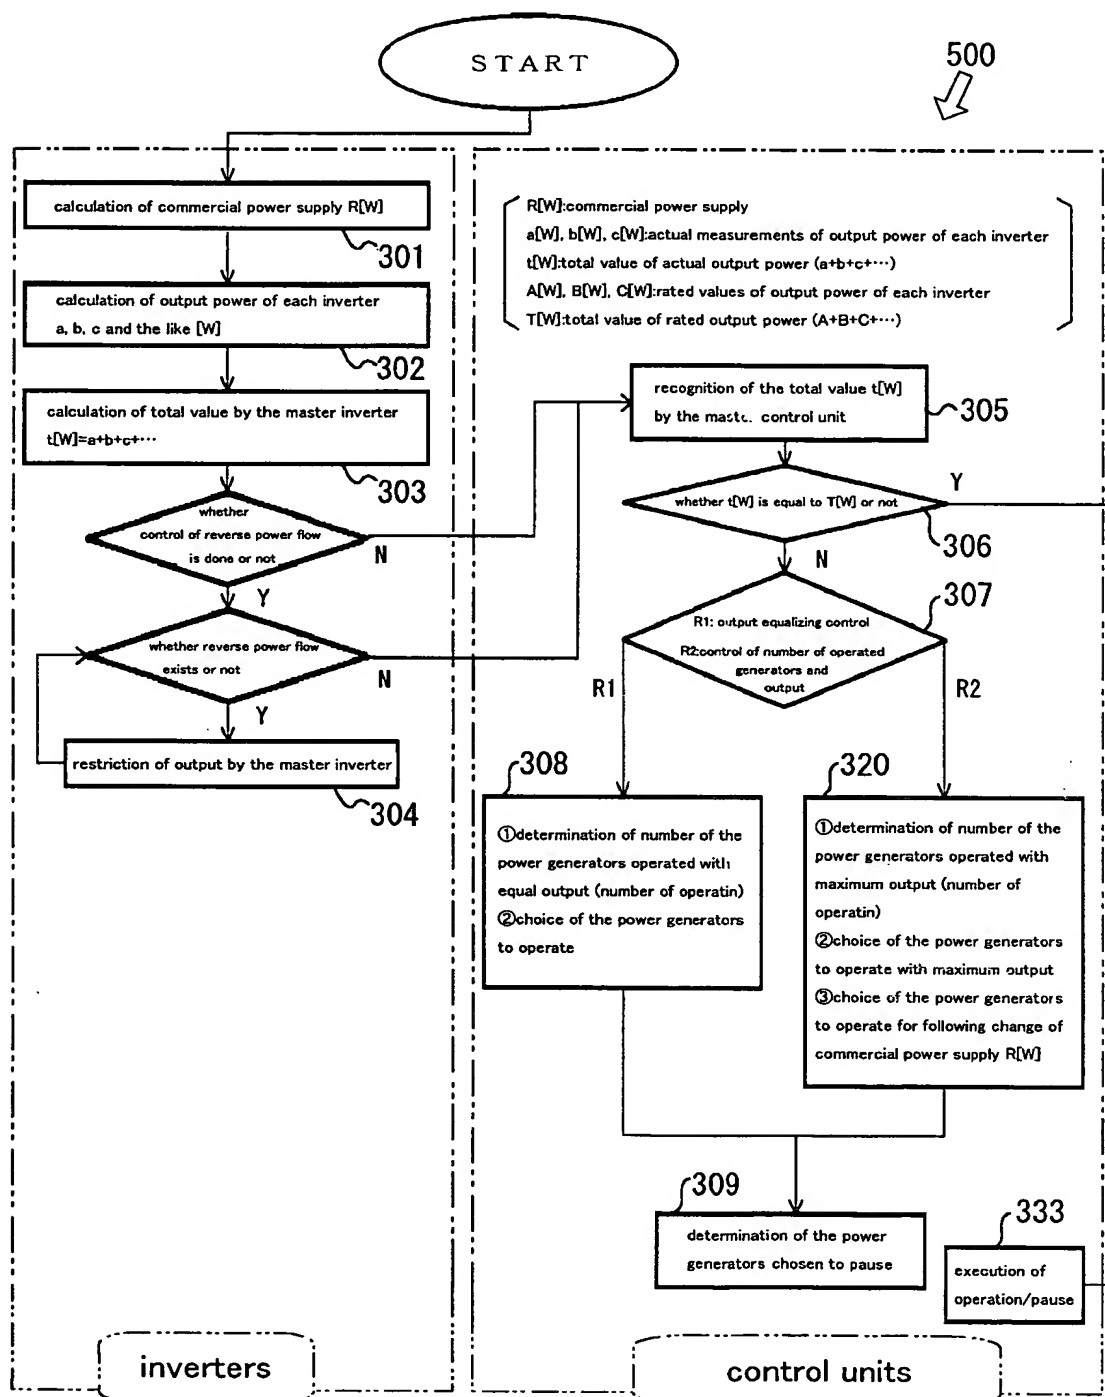 START
500
calculation of commercial power supply R[W]
301
calculation of output power of each inverter
a, b, c and the like [W]
302
calculation of total value by the master inverter
t[W]=a+b+c+···
303
whether
control of reverse power flow
is done or not
N
Y
whether reverse power flow
exists or not
N
Y
restriction of output by the master inverter
304
inverters
R[W]:commercial power supply
a[W], b[W], c[W]:actual measurements of output power of each inverter
t[W]:total value of actual output power (a+b+c+···)
A[W], B[W], C[W]:rated values of output power of each inverter
T[W]:total value of rated output power (A+B+C+···)
recognition of the total value t[W]
by the control unit
305
whether t[W] is equal to T[W] or not
Y
306
N
307
R1: output equalizing control
R2:control of number of operated
generators and
output
R1
R2
308
①determination of number of the
power generators operated with
equal output (number of operatin)
②choice of the power generators
to operate
320
①determination of number of the
power generators operated with
maximum output (number of
operatin)
②choice of the power generators
to operate with maximum output
③choice of the power generators
to operate for following change of
commercial power supply R[W]
309
determination of the power
generators chosen to pause
333
execution of
operation/pause
control units